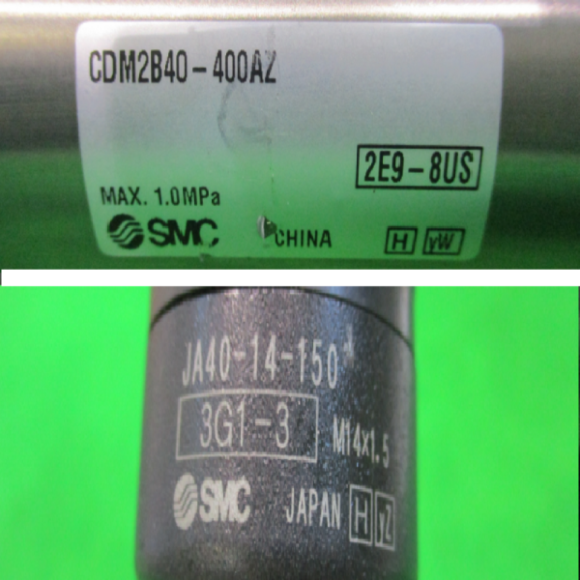 CDM2B40-400AZ
2E9-8US
MAX. 1.0MPa
SMC CHINA H yW
JA40-14-150
3G1-3 M14x1.5
SMC JAPAN H yZ